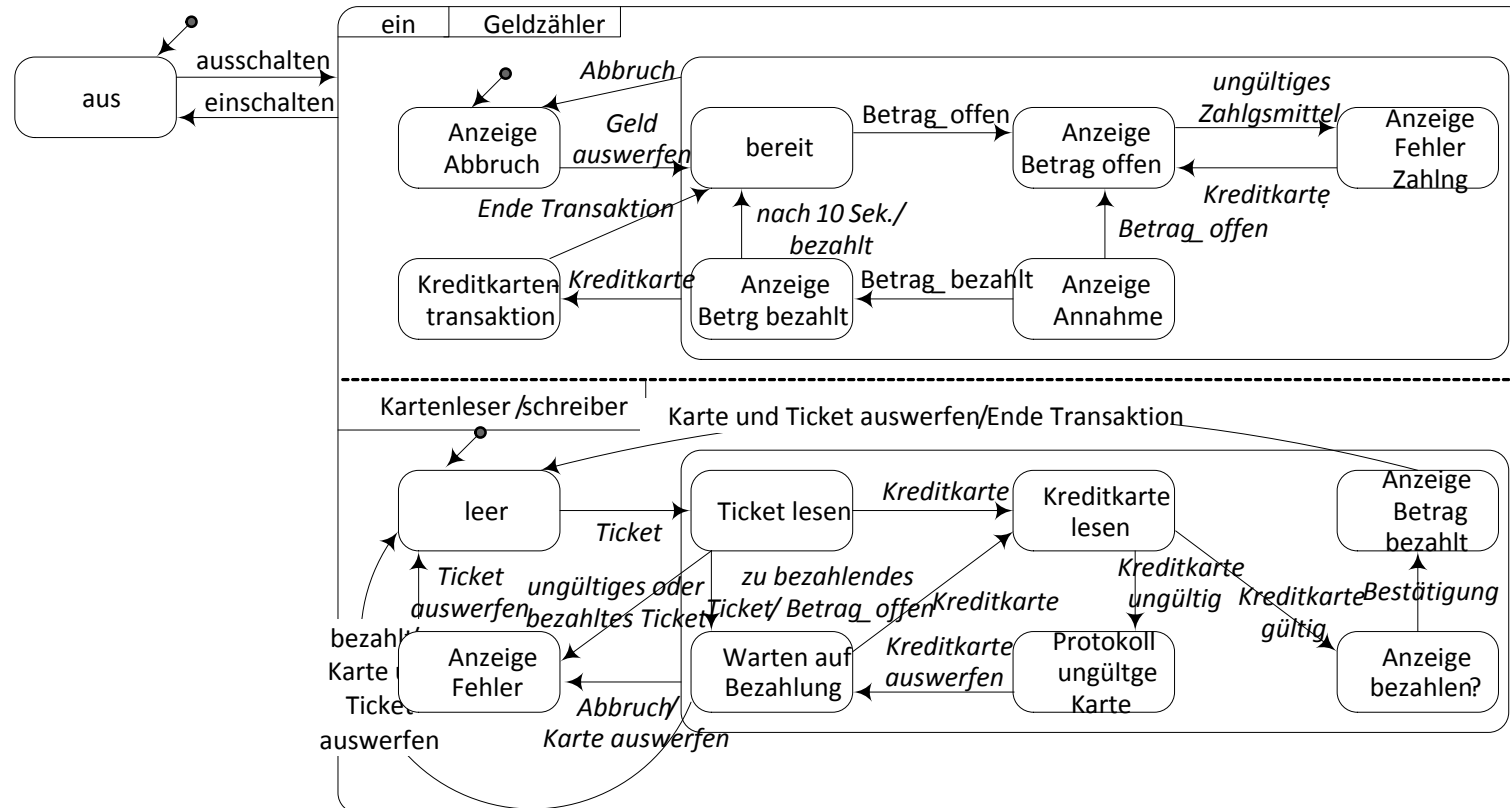 ein
Geldzähler
ausschalten
einschalten
aus
Abbruch
Anzeige
Abbruch
Geld
auswerfen
bereit
Betrag_offen
Anzeige
Betrag offen
ungültiges
Zahlgsmittel
Anzeige
Fehler
Zahlng
Kreditkarte
Ende Transaktion
nach 10 Sek./
bezahlt
Betrag_offen
Kreditkarten-
transaktion
Kreditkarte
Anzeige
Betrg bezahlt
Betrag_bezahlt
Anzeige
Annahme
Kartenleser/schreiber
Karte und Ticket auswerfen/Ende Transaktion
leer
Ticket
Ticket lesen
Kreditkarte
Kreditkarte
lesen
Anzeige
Betrag
bezahlt
Ticket
auswerfen
ungültiges oder
bezahltes Ticket
zu bezahlendes
Ticket/ Betrag_offen
Kreditkarte
Kreditkarte
ungültig
Kreditkarte
gültig
Bestätigung
bezahlt/
Karte u
Ticket
auswerfen
Anzeige
Fehler
Abbruch/
Karte auswerfen
Warten auf
Bezahlung
Kreditkarte
auswerfen
Protokoll
ungültge
Karte
Anzeige
bezahlen?